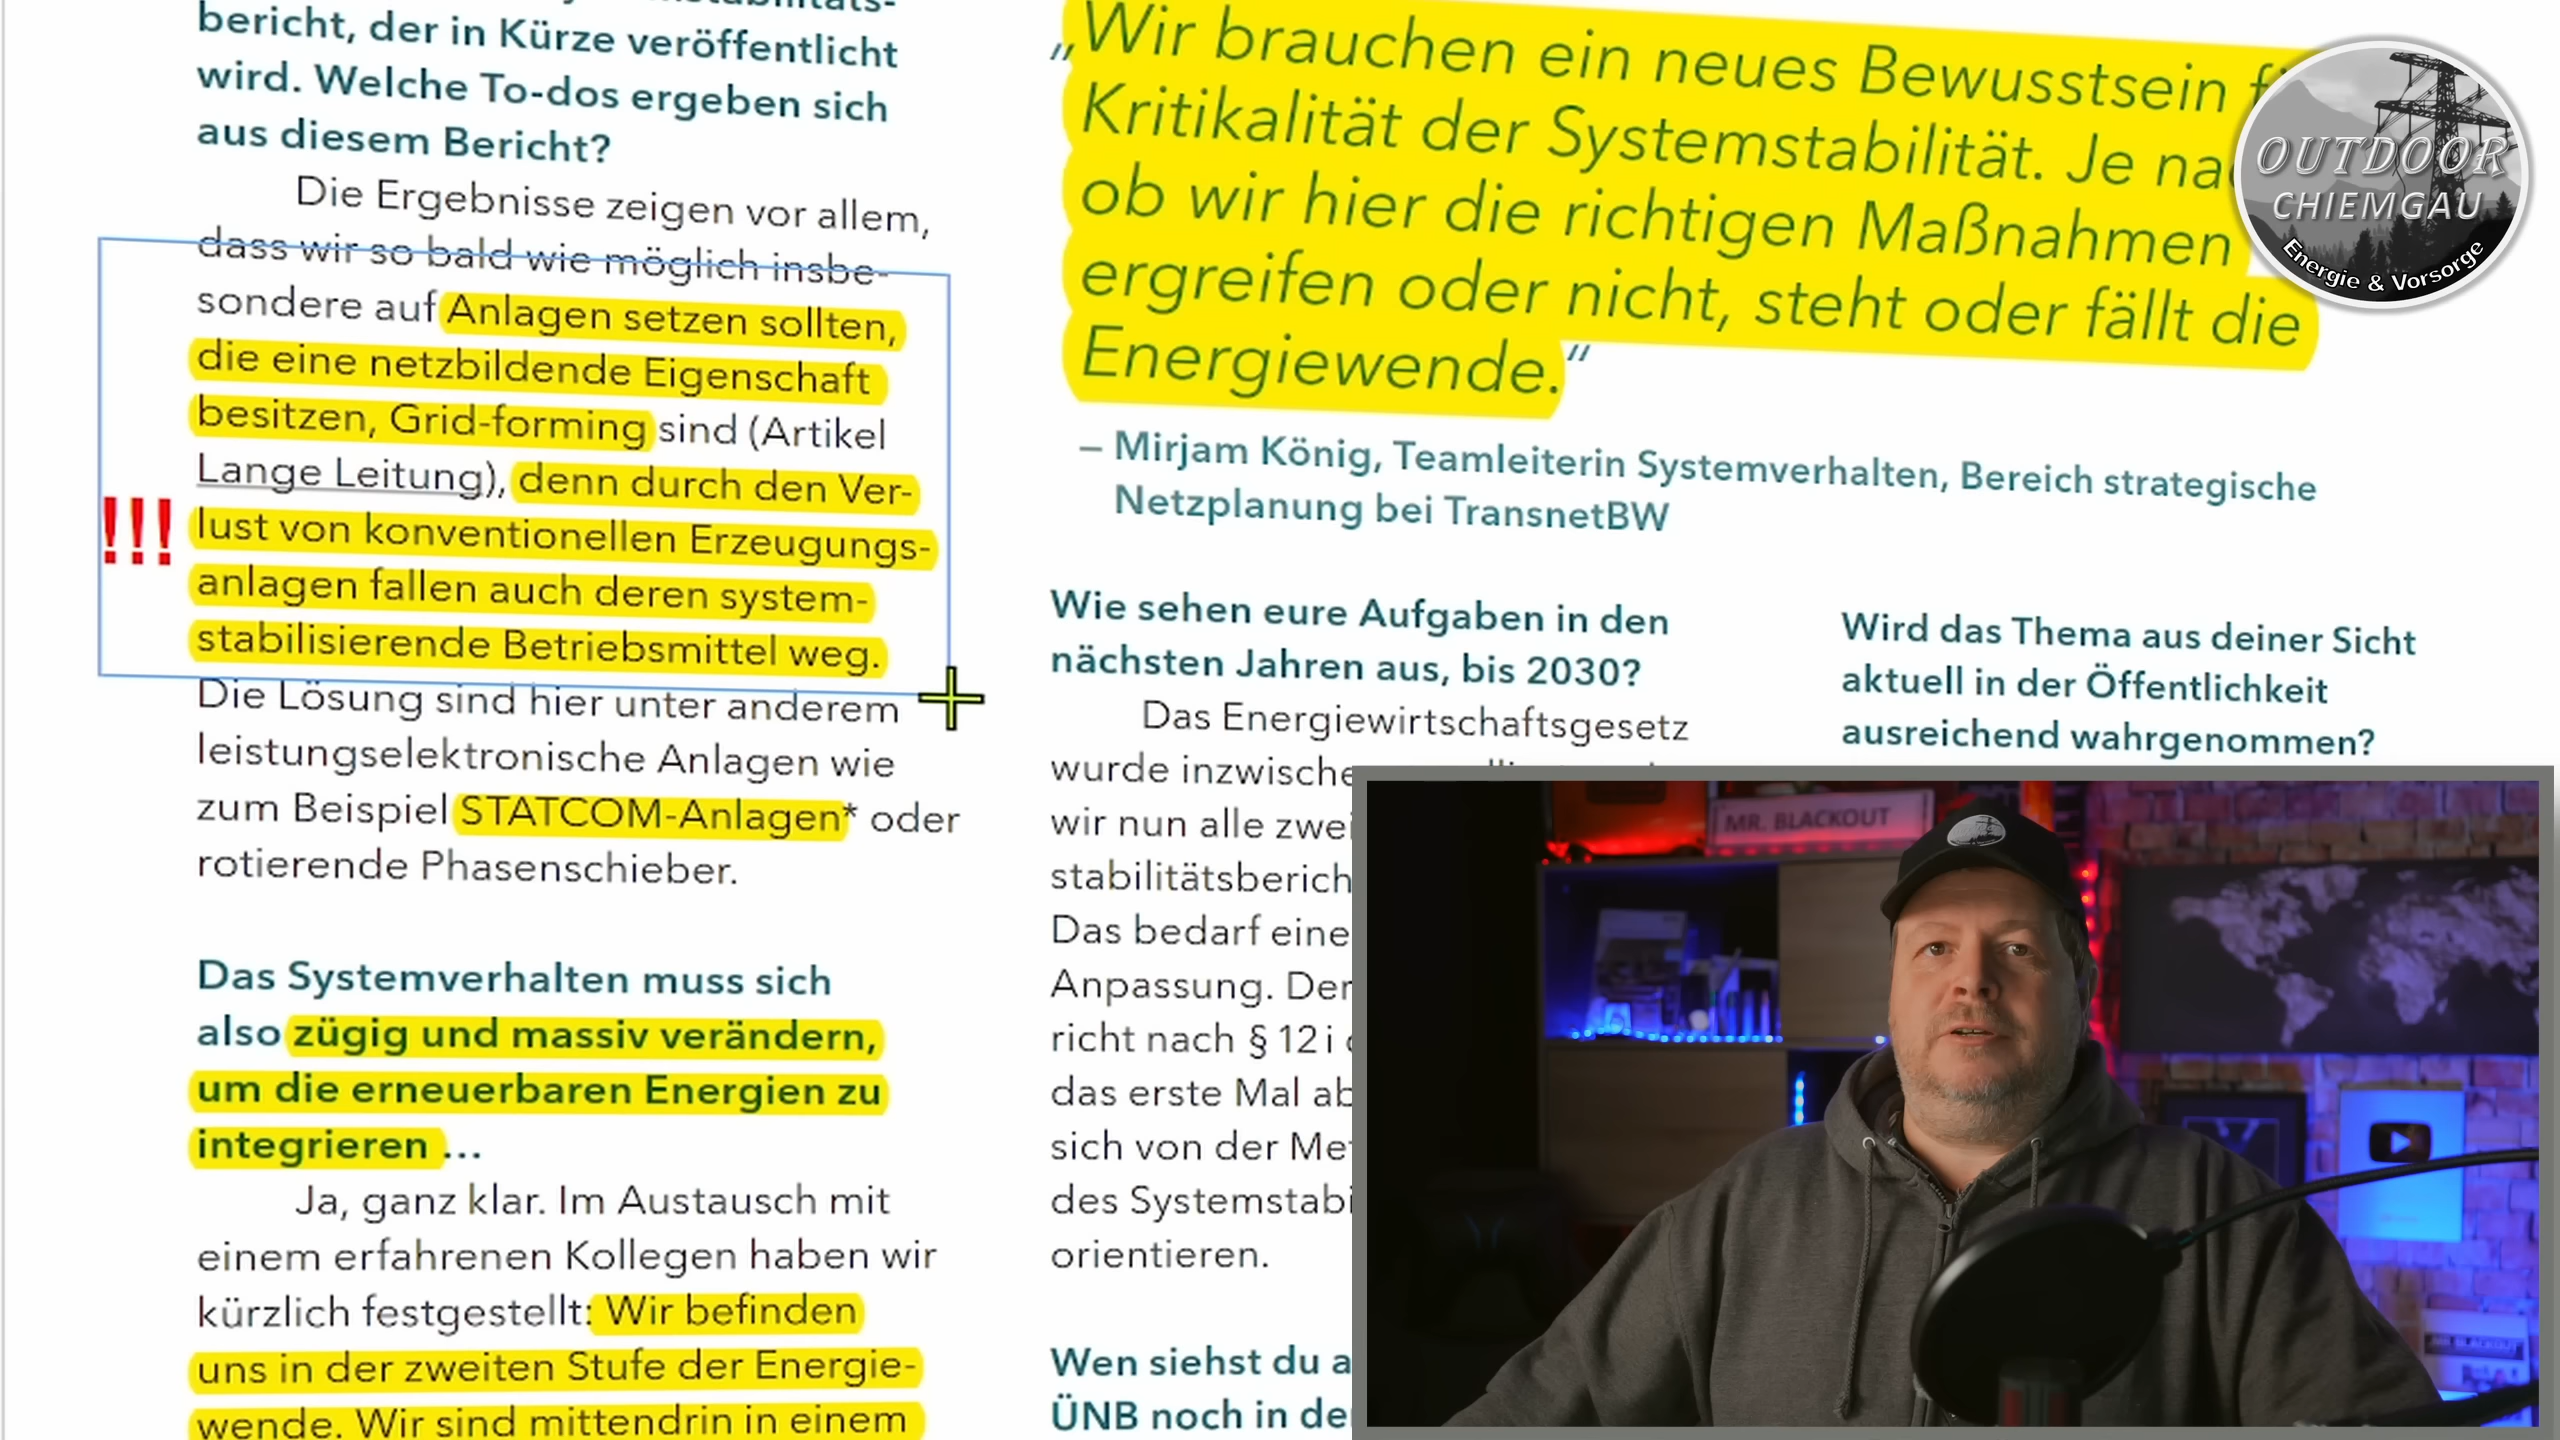 bericht, der in Kürze veröffentlicht
wird. Welche To-dos ergeben sich
aus diesem Bericht?
Die Ergebnisse zeigen vor allem,
dass wir so bald wie möglich insbe-
sondere auf Anlagen setzen sollten,
die eine netzbildende Eigenschaft
besitzen, Grid-forming sind (Artikel
Lange Leitung), denn durch den Ver-
!!! lust von konventionellen Erzeugungs-
anlagen fallen auch deren system-
stabilisierende Betriebsmittel weg.
Die Lösung sind hier unter anderem
leistungselektronische Anlagen wie
zum Beispiel STATCOM-Anlagen* oder
rotierende Phasenschieber.
Das Systemverhalten muss sich
also zügig und massiv verändern,
um die erneuerbaren Energien zu
integrieren ...
Ja, ganz klar. Im Austausch mit
einem erfahrenen Kollegen haben wir
kürzlich festgestellt: Wir befinden
uns in der zweiten Stufe der Energie-
wende. Wir sind mittendrin in einem
„Wir brauchen ein neues Bewusstsein
Kritikalität der Systemstabilität. Je
ob wir hier die richtigen Maßnahmen
ergreifen oder nicht, steht oder fällt die
Energiewende.“
– Mirjam König, Teamleiterin Systemverhalten, Bereich strategische
Netzplanung bei TransnetBW
Wie sehen eure Aufgaben in den
nächsten Jahren aus, bis 2030?
Das Energiewirtschaftsgesetz
wurde
wir nun alle
Das bedarf
Anpassung.
richt nach § 12 i
das erste Mal
sich von der
des
orientieren.
Wen siehst du
ÜNB noch in
Wird das Thema aus deiner Sicht
aktuell in der Öffentlichkeit
ausreichend wahrgenommen?
OUTDOOR
CHIEMGAU
Energie & Vorsorge
MR. BLACKOUT